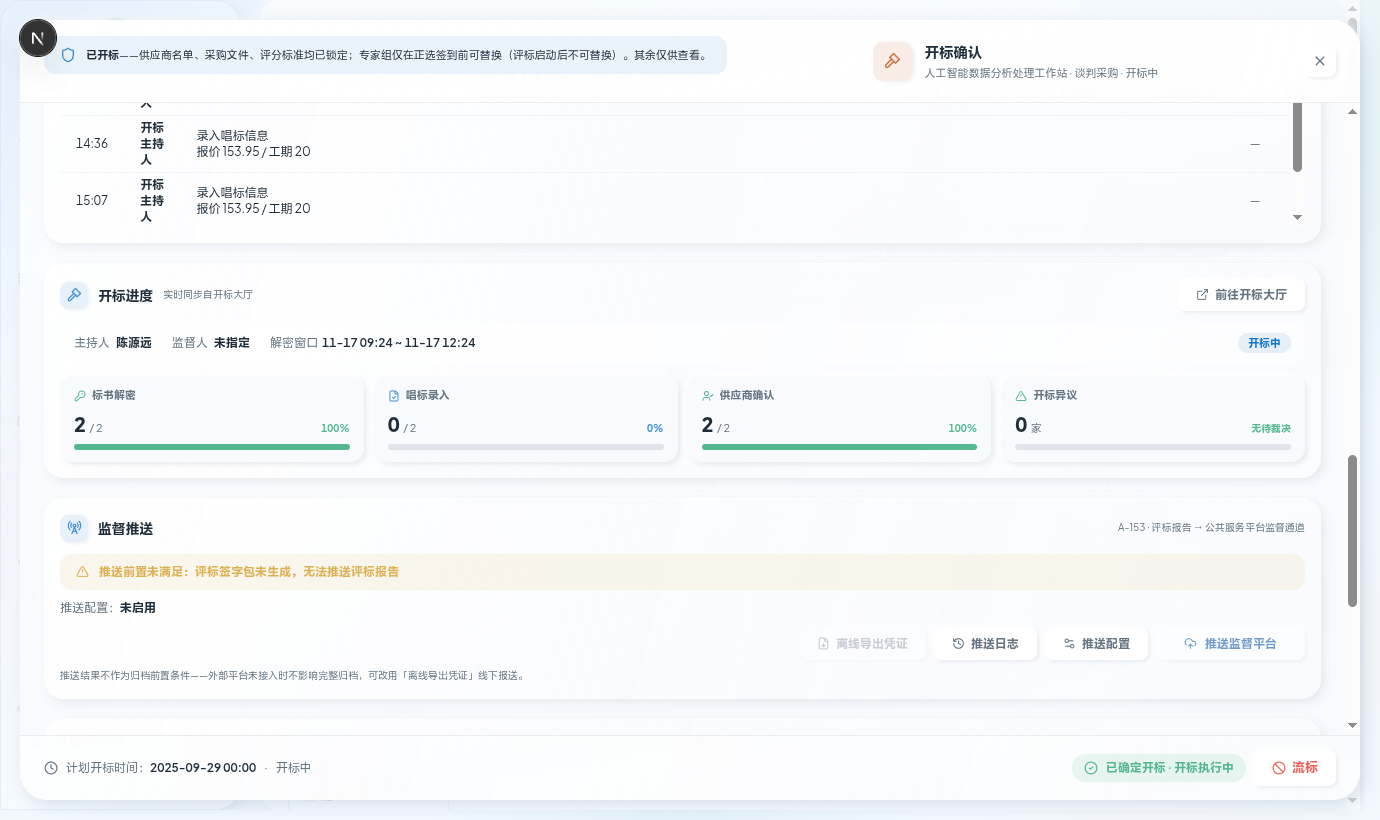 N
已开标——供应商名单、采购文件、评分标准均已锁定；专家组仅在正选签到前可替换（评标启动后不可替换）。其余仅供查看。
开标确认
人工智能数据分析处理工作站 · 谈判采购 · 开标中
人
14:36
开标主持人
录入唱标信息
报价 153.95 / 工期 20
—
15:07
开标主持人
录入唱标信息
报价 153.95 / 工期 20
—
开标进度 实时同步自开标大厅
前往开标大厅
主持人 陈源远 监督人 未指定 解密窗口 11-17 09:24 ~ 11-17 12:24
开标中
标书解密
2 / 2
100%
唱标录入
0 / 2
0%
供应商确认
2 / 2
100%
开标异议
0 家
无待裁决
监督推送
A-153 · 评标报告 → 公共服务平台监督通道
推送前置未满足：评标签字包未生成，无法推送评标报告
推送配置：未启用
离线导出凭证
推送日志
推送配置
推送监督平台
推送结果不作为归档前置条件——外部平台未接入时不影响完整归档，可改用「离线导出凭证」线下报送。
计划开标时间：2025-09-29 00:00 · 开标中
已确定开标 · 开标执行中
流标